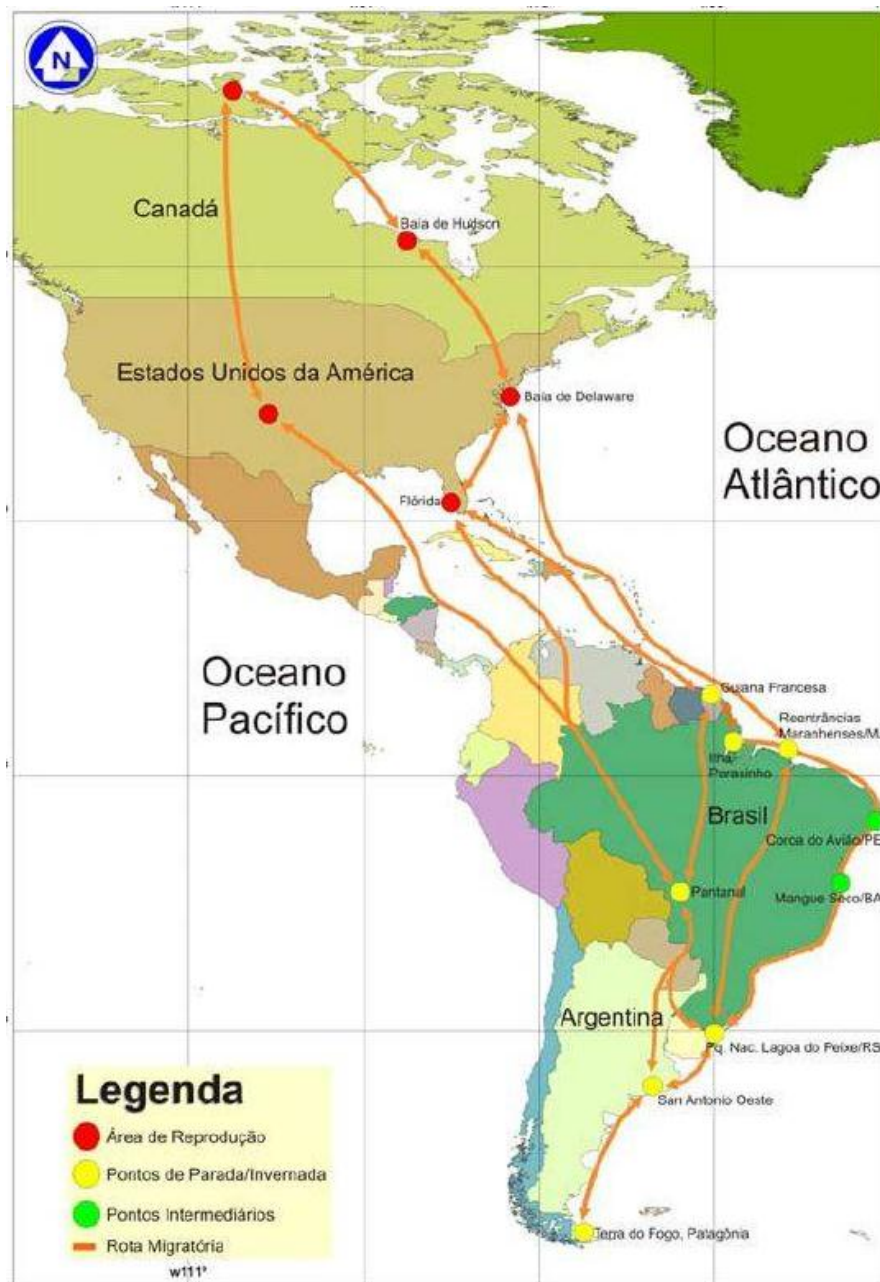 N
Canadá
Baía de Hudson
Estados Unidos da América
Baía de Delaware
Oceano
Atlântico
Flórida
Oceano
Pacífico
Guiana Francesa
Reentrâncias
Maranhenses/MA
Ilha
Brasil
Coroa do Avião/PE
Pantanal
Mangue Seco/BA
Argentina
Pq. Nac. Lagoa do Peixe/RS
San Antonio Oeste
Legenda
Área de Reprodução
Pontos de Parada/Invernada
Pontos Intermediários
Rota Migratória
Terra do Fogo, Patagônia
w111º